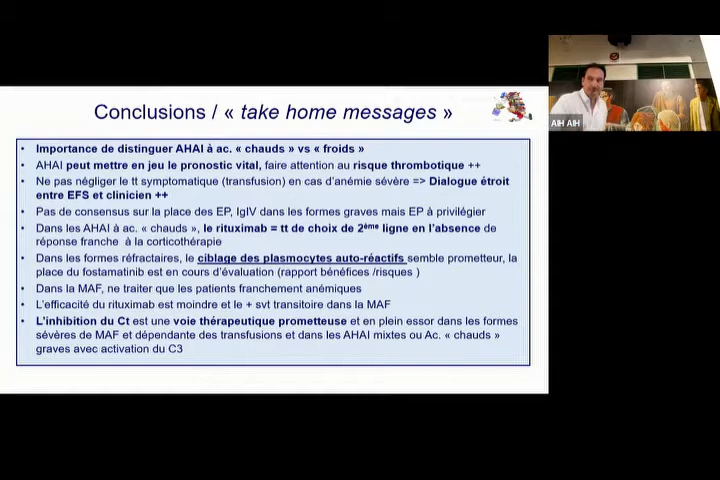 Conclusions / « take home messages »
• Importance de distinguer AHAI à ac. « chauds » vs « froids »
• AHAI peut mettre en jeu le pronostic vital, faire attention au risque thrombotique ++
• Ne pas négliger le tt symptomatique (transfusion) en cas d'anémie sévère => Dialogue étroit
entre EFS et clinicien ++
• Pas de consensus sur la place des EP, IgIV dans les formes graves mais EP à privilégier
• Dans les AHAI à ac. « chauds », le rituximab = tt de choix de 2ème ligne en l'absence de
réponse franche à la corticothérapie
• Dans les formes réfractaires, le ciblage des plasmocytes auto-réactifs semble prometteur, la
place du fostamatinib est en cours d'évaluation (rapport bénéfices /risques )
• Dans la MAF, ne traiter que les patients franchement anémiques
• L'efficacité du rituximab est moindre et le + svt transitoire dans la MAF
• L'inhibition du Ct est une voie thérapeutique prometteuse et en plein essor dans les formes
sévères de MAF et dépendante des transfusions et dans les AHAI mixtes ou Ac. « chauds »
graves avec activation du C3
AIH AIH